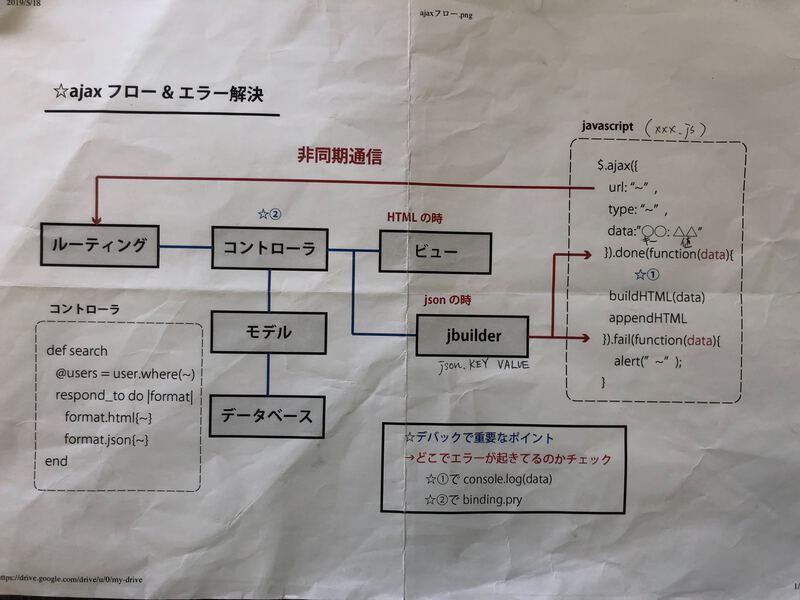 2019/5/18
ajaxフロー.png
☆ajax フロー & エラー解決
非同期通信
ルーティング
☆②
コントローラ
HTML の時
ビュー
json の時
jbuilder
json.KEY VALUE
モデル
データベース
コントローラ
def search
@users = user.where(~)
respond_to do |format|
format.html{~}
format.json{~}
end
javascript (xxx.js)
$.ajax({
url: "~" ,
type: "~" ,
data:"〇〇: △△"
キー 値
}).done(function(data){
☆①
buildHTML(data)
appendHTML
}).fail(function(data){
alert(" ~" );
}
☆デバックで重要なポイント
→どこでエラーが起きてるのかチェック
☆①で console.log(data)
☆②で binding.pry
ttps://drive.google.com/drive/u/0/my-drive
1/